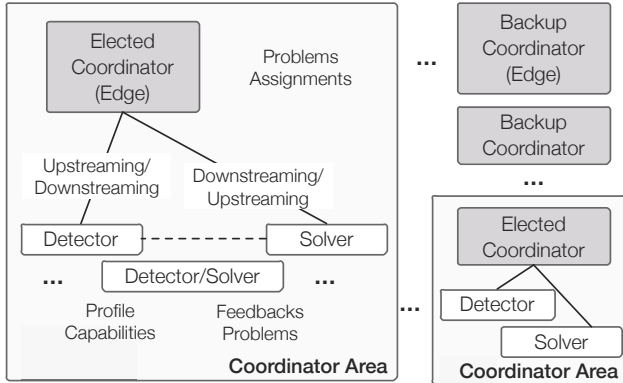 Elected
Coordinator
(Edge)
Problems
Assignments
Upstreaming/
Downstreaming
Downstreaming/
Upstreaming
Detector
Solver
...
Detector/Solver
...
Profile
Capabilities
Feedbacks
Problems
Coordinator Area
...
Backup
Coordinator
(Edge)
Backup
Coordinator
...
...
Elected
Coordinator
Detector
Solver
Coordinator Area